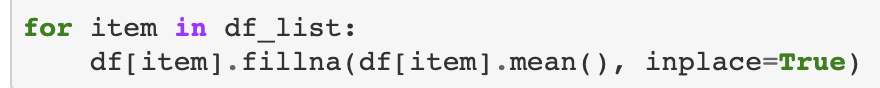 for item in df_list:
    df[item].fillna(df[item].mean(), inplace=True)